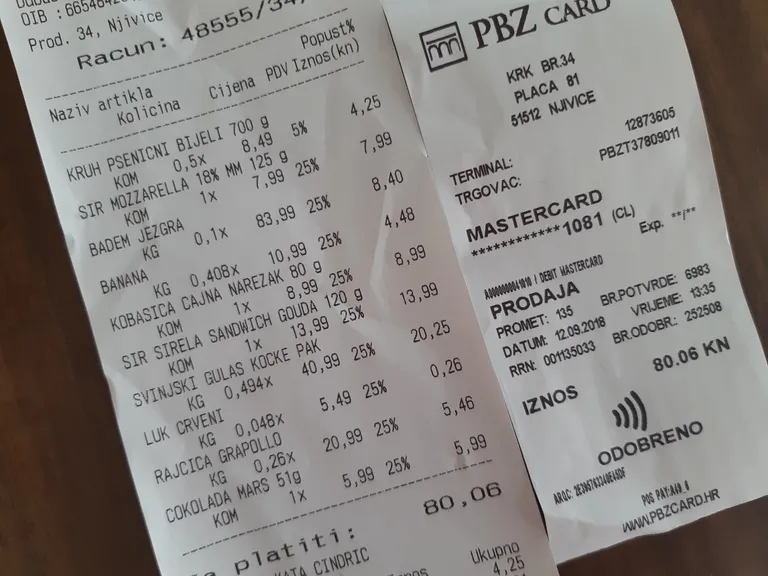 Prod. 34, Njivice
Racun: 48555/34,
Popust%
Naziv artikla
Kolicina Cijena PDV Iznos(kn)
KRUH PSENICNI BIJELI 700 g
KOM 0,5x 8,49 5% 4,25
SIR MOZZARELLA 18% MM 125 g
KOM 1x 7,99 25% 7,99
BADEM JEZGRA
KG 0,1x 83,99 25% 8,40
BANANA
KG 0,408x 10,99 25% 4,48
KOBASICA CAJNA NAREZAK 80 g
KOM 1x 8,99 25% 8,99
SIR SIRELA SANDWICH GOUDA 120 g
KOM 1x 13,99 25% 13,99
SVINJSKI GULAS KOCKE PAK
KG 0,494x 40,99 25% 20,25
LUK CRVENI
KG 0,048x 5,49 25% 0,26
RAJCICA GRAPOLLO
KG 0,26x 20,99 25% 5,46
COKOLADA MARS 51g
KOM 1x 5,99 25% 5,99
platiti: 80,06
CINDRIC
Ukupno
4,25
PBZ CARD
KRK BR.34
PLACA 81
51512 NJIVICE
TERMINAL: 12873605
TRGOVAC: PBZT37809011
MASTERCARD
************1081 (CL)
Exp. **/**
A0000000041010 / DEBIT MASTERCARD
PRODAJA
PROMET: 135 BR.POTVRDE: 6983
DATUM: 12.09.2018 VRIJEME: 13:35
RRN: 001135033 BR.ODOBR.: 252508
IZNOS 80.06 KN
ODOBRENO
WWW.PBZCARD.HR